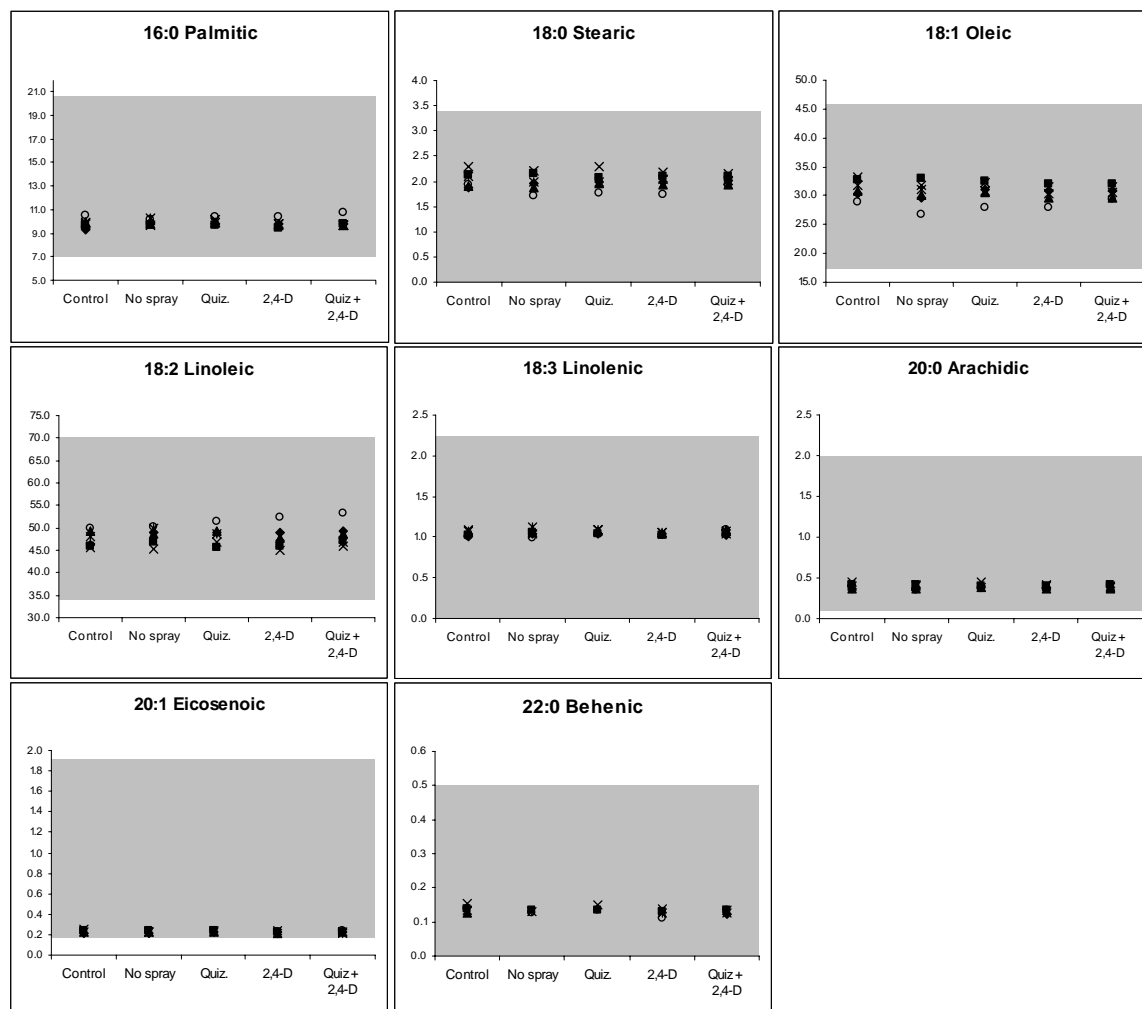 16:0 Palmitic
21.0
19.0
17.0
15.0
13.0
11.0
9.0
7.0
5.0
Control No spray Quiz. 2,4-D Quiz +
2,4-D
18:0 Stearic
4.0
3.5
3.0
2.5
2.0
1.5
1.0
0.5
0.0
Control No spray Quiz. 2,4-D Quiz +
2,4-D
18:1 Oleic
50.0
45.0
40.0
35.0
30.0
25.0
20.0
15.0
Control No spray Quiz. 2,4-D Quiz +
2,4-D
18:2 Linoleic
75.0
70.0
65.0
60.0
55.0
50.0
45.0
40.0
35.0
30.0
Control No spray Quiz. 2,4-D Quiz +
2,4-D
18:3 Linolenic
2.5
2.0
1.5
1.0
0.5
0.0
Control No spray Quiz. 2,4-D Quiz +
2,4-D
20:0 Arachidic
2.5
2.0
1.5
1.0
0.5
0.0
Control No spray Quiz. 2,4-D Quiz +
2,4-D
20:1 Eicosenoic
2.0
1.8
1.6
1.4
1.2
1.0
0.8
0.6
0.4
0.2
0.0
Control No spray Quiz. 2,4-D Quiz +
2,4-D
22:0 Behenic
0.6
0.5
0.4
0.3
0.2
0.1
0.0
Control No spray Quiz. 2,4-D Quiz +
2,4-D